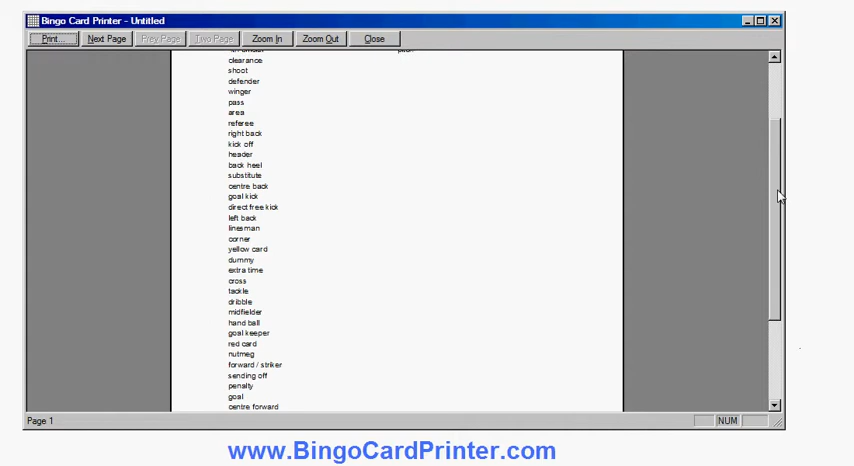 Bingo Card Printer - Untitled
Print... Next Page Prev Page Two Page Zoom In Zoom Out Close
clearance
shoot
defender
winger
pass
area
referee
right back
kick off
header
back heel
substitute
centre back
goal kick
direct free kick
left back
linesman
corner
yellow card
dummy
extra time
cross
tackle
dribble
midfielder
hand ball
goal keeper
red card
nutmeg
forward / striker
sending off
penalty
goal
centre forward
Page 1 NUM
www.BingoCardPrinter.com